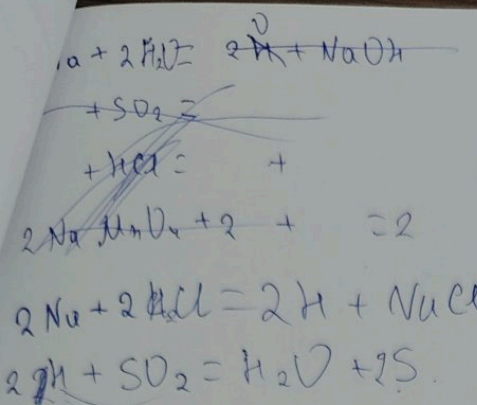 a + 2H₂O = 2H + NaOH
+ SO₂ =
+ HCl = +
2Na MnO₄ + 2 + = 2
2Na + 2HCl = 2H + NaCl
2H + SO₂ = H₂O + 2S.